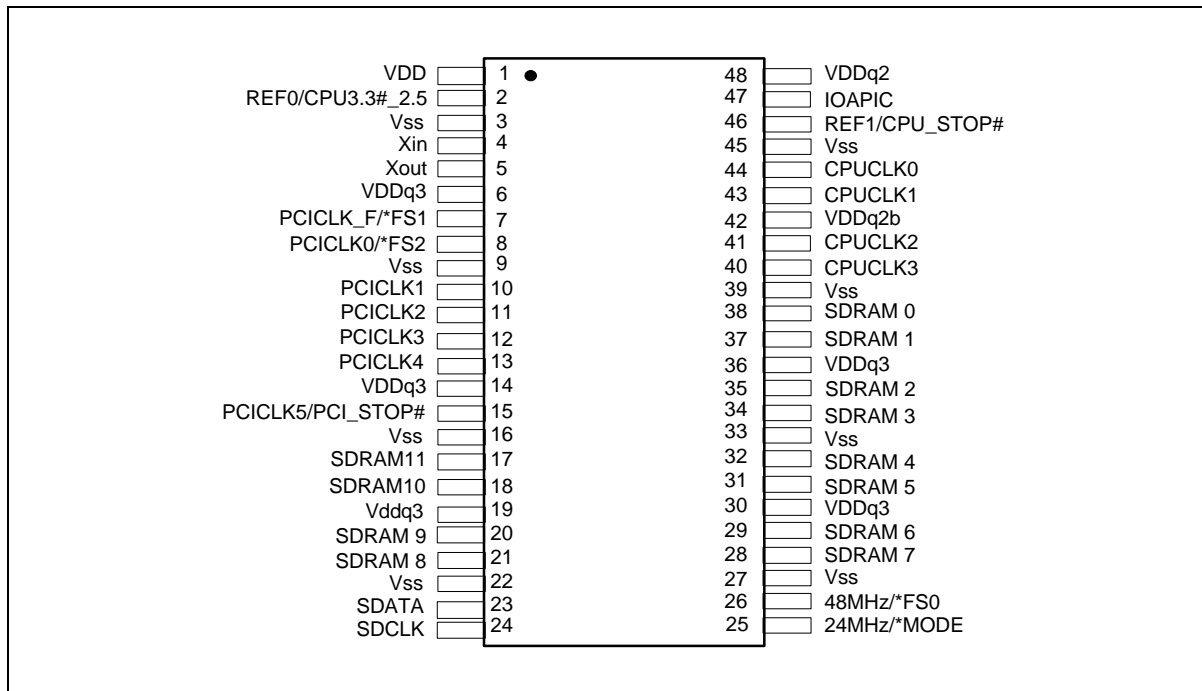 VDD 1 48 VDDq2
REF0/CPU3.3#_2.5 2 47 IOAPIC
Vss 3 46 REF1/CPU_STOP#
Xin 4 45 Vss
Xout 5 44 CPUCLK0
VDDq3 6 43 CPUCLK1
PCICLK_F/*FS1 7 42 VDDq2b
PCICLK0/*FS2 8 41 CPUCLK2
Vss 9 40 CPUCLK3
PCICLK1 10 39 Vss
PCICLK2 11 38 SDRAM 0
PCICLK3 12 37 SDRAM 1
PCICLK4 13 36 VDDq3
VDDq3 14 35 SDRAM 2
PCICLK5/PCI_STOP# 15 34 SDRAM 3
Vss 16 33 Vss
SDRAM11 17 32 SDRAM 4
SDRAM10 18 31 SDRAM 5
Vddq3 19 30 VDDq3
SDRAM 9 20 29 SDRAM 6
SDRAM 8 21 28 SDRAM 7
Vss 22 27 Vss
SDATA 23 26 48MHz/*FS0
SDCLK 24 25 24MHz/*MODE